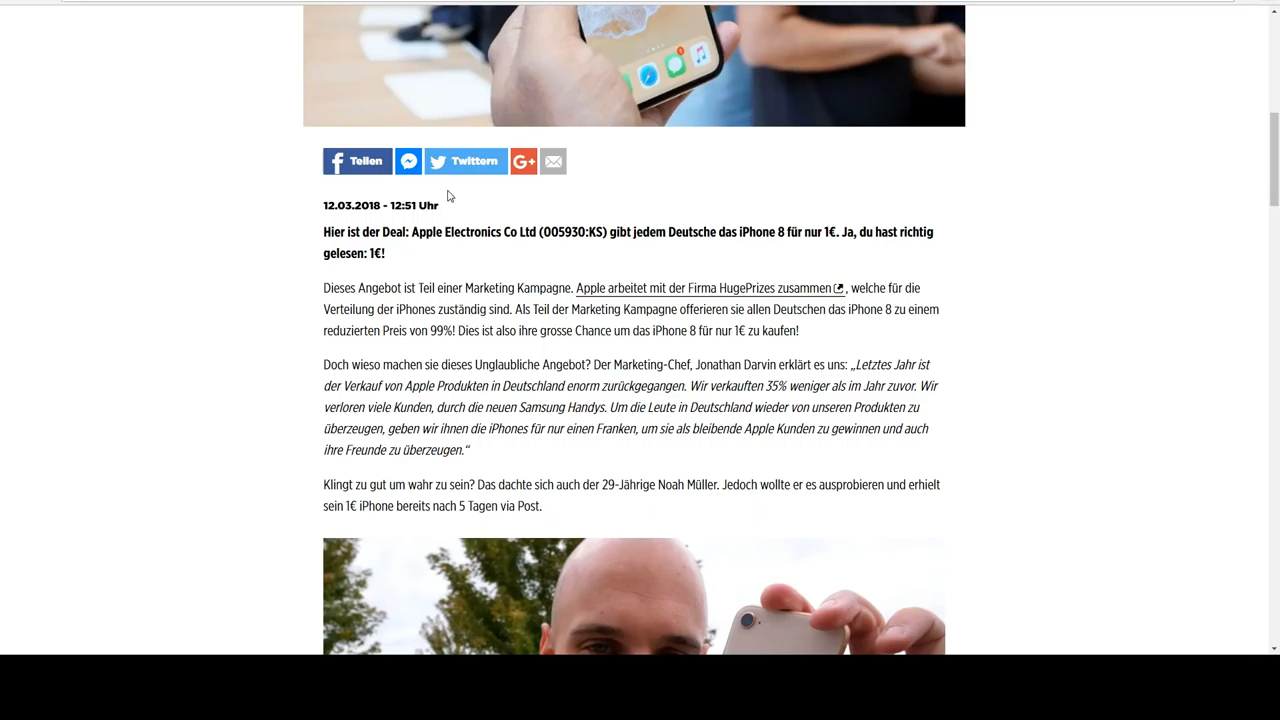 Teilen
Twittern
G+
12.03.2018 - 12:51 Uhr
Hier ist der Deal: Apple Electronics Co Ltd (005930:KS) gibt jedem Deutsche das iPhone 8 für nur 1€. Ja, du hast richtig
gelesen: 1€!
Dieses Angebot ist Teil einer Marketing Kampagne. Apple arbeitet mit der Firma HugePrizes zusammen, welche für die
Verteilung der iPhones zuständig sind. Als Teil der Marketing Kampagne offerieren sie allen Deutschen das iPhone 8 zu einem
reduzierten Preis von 99%! Dies ist also ihre grosse Chance um das iPhone 8 für nur 1€ zu kaufen!
Doch wieso machen sie dieses Unglaubliche Angebot? Der Marketing-Chef, Jonathan Darvin erklärt es uns: „Letztes Jahr ist
der Verkauf von Apple Produkten in Deutschland enorm zurückgegangen. Wir verkauften 35% weniger als im Jahr zuvor. Wir
verloren viele Kunden, durch die neuen Samsung Handys. Um die Leute in Deutschland wieder von unseren Produkten zu
überzeugen, geben wir ihnen die iPhones für nur einen Franken, um sie als bleibende Apple Kunden zu gewinnen und auch
ihre Freunde zu überzeugen.“
Klingt zu gut um wahr zu sein? Das dachte sich auch der 29-Jährige Noah Müller. Jedoch wollte er es ausprobieren und erhielt
sein 1€ iPhone bereits nach 5 Tagen via Post.